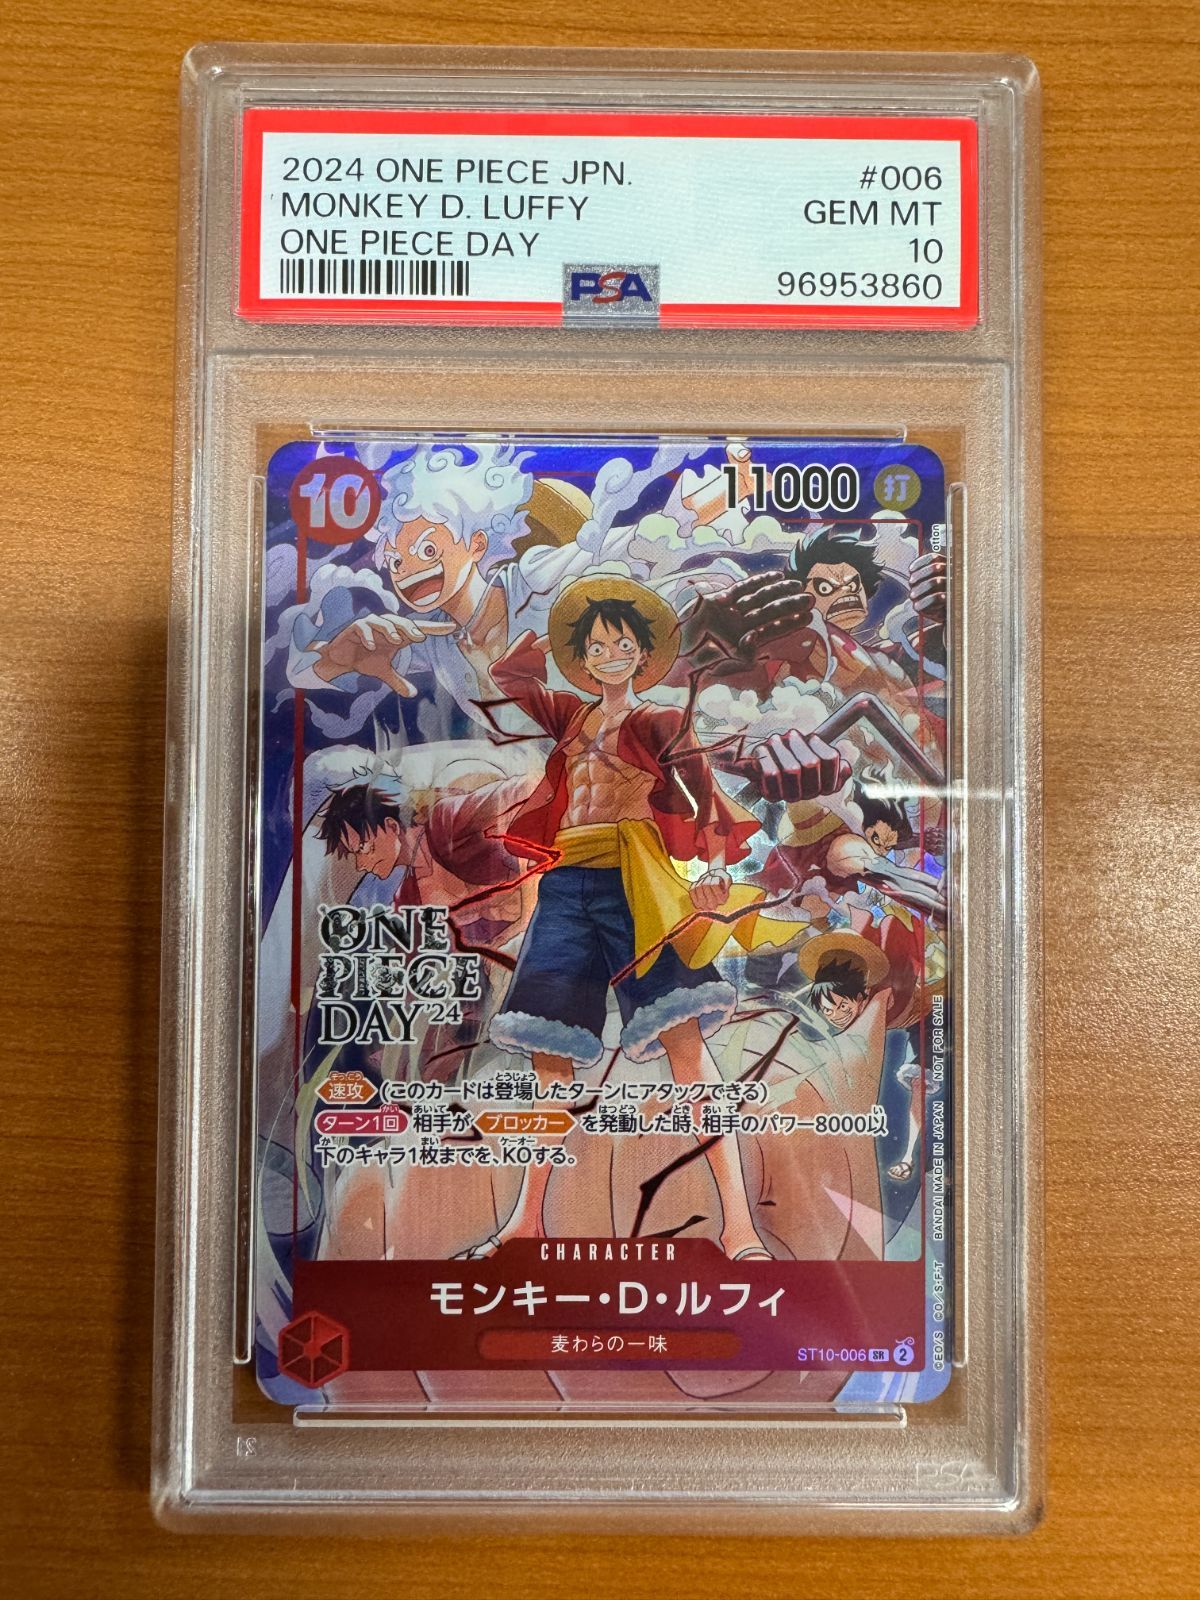 2024 ONE PIECE JPN. #006
MONKEY D. LUFFY GEM MT
ONE PIECE DAY 10
PSA 96953860
10 11000 打
ONE
PIECE
DAY '24
速攻 (このカードは登場したターンにアタックできる)
ターン1回 相手がブロッカーを発動した時、相手のパワー8000以
下のキャラ1枚までを、KOする。
CHARACTER
モンキー・D・ルフィ
麦わらの一味
ST10-006 SR 2
©EO/S ©O/S・F・T BANDAI MADE IN JAPAN NOT FOR SALE
PSA